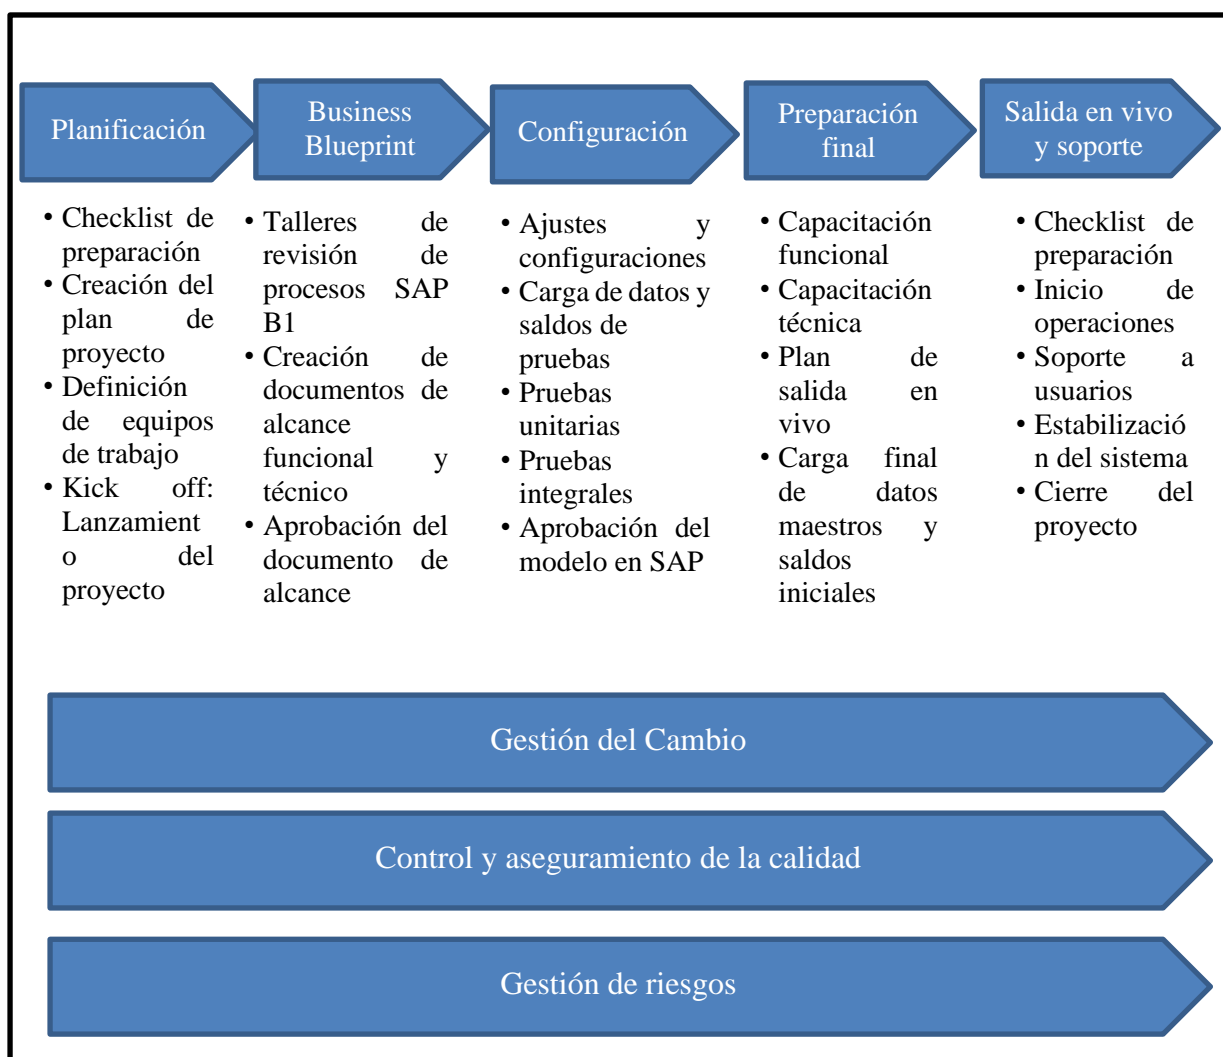 Planificación
Business
Blueprint
Configuración
Preparación
final
Salida en vivo
y soporte
• Checklist de
preparación
• Creación del
plan de
proyecto
• Definición
de equipos
de trabajo
• Kick off:
Lanzamient
o del
proyecto
• Talleres de
revisión de
procesos SAP
B1
• Creación de
documentos de
alcance
funcional y
técnico
• Aprobación del
documento de
alcance
• Ajustes y
configuraciones
• Carga de datos y
saldos de
pruebas
• Pruebas
unitarias
• Pruebas
integrales
• Aprobación del
modelo en SAP
• Capacitación
funcional
• Capacitación
técnica
• Plan de
salida en
vivo
• Carga final
de datos
maestros y
saldos
iniciales
• Checklist de
preparación
• Inicio de
operaciones
• Soporte a
usuarios
• Estabilizació
n del sistema
• Cierre del
proyecto
Gestión del Cambio
Control y aseguramiento de la calidad
Gestión de riesgos